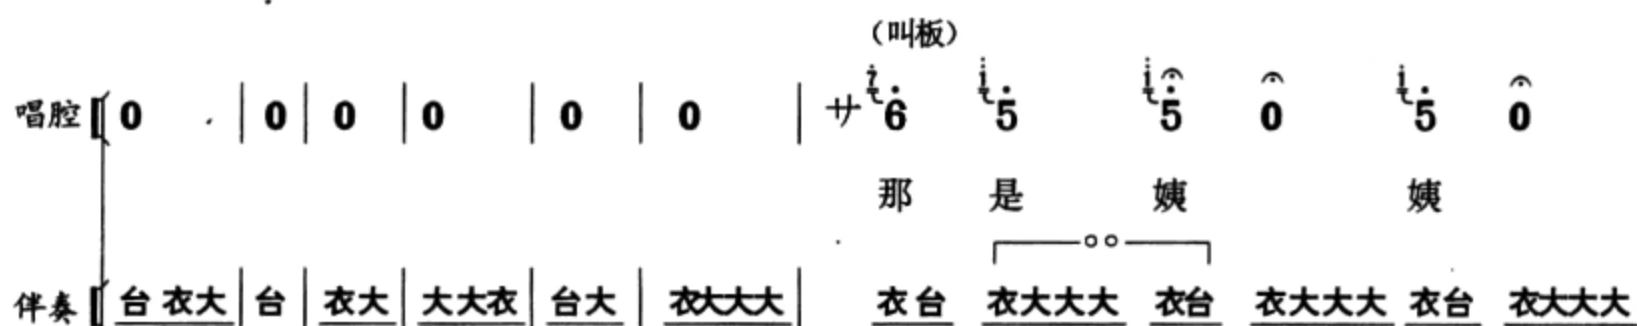 (叫板)
唱腔 0 0 0 0 0 0 サ 6 5 5 0 5 0
那 是 姨 姨
伴奏 台 衣大 台 衣大 大大衣 台大 衣大大大 衣台 衣大大大 衣台 衣大大大 衣台 衣大大大